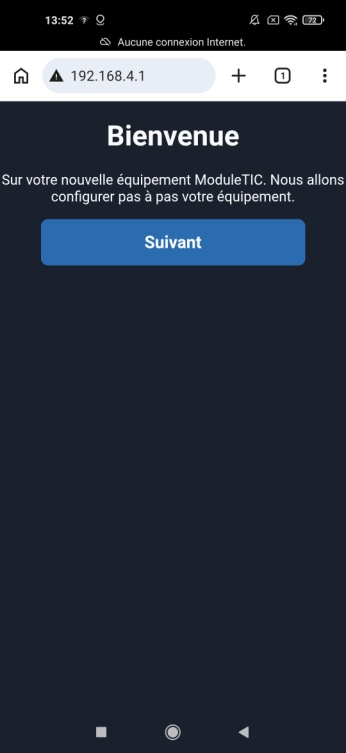 13:52
72
Aucune connexion Internet.
192.168.4.1
1
Bienvenue
Sur votre nouvelle équipement ModuleTIC. Nous allons
configurer pas à pas votre équipement.
Suivant